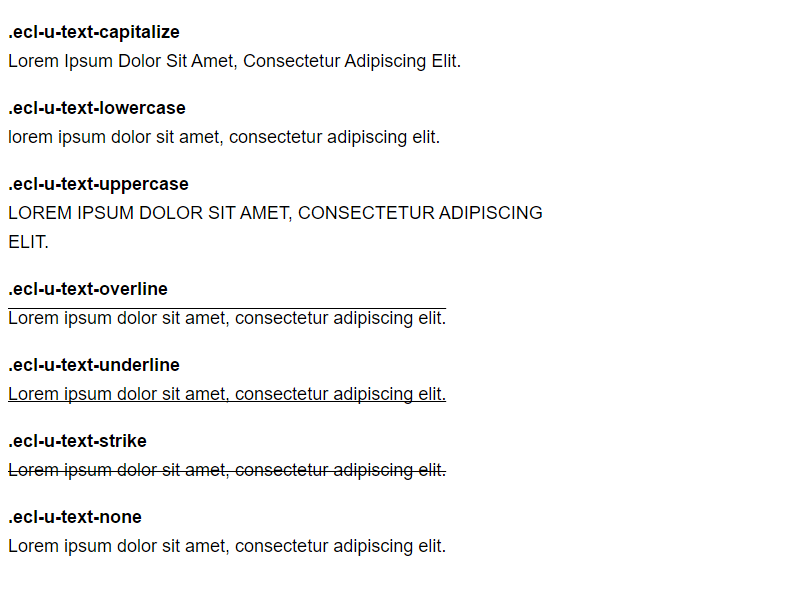 .ecl-u-text-capitalize
Lorem Ipsum Dolor Sit Amet, Consectetur Adipiscing Elit.
.ecl-u-text-lowercase
lorem ipsum dolor sit amet, consectetur adipiscing elit.
.ecl-u-text-uppercase
LOREM IPSUM DOLOR SIT AMET, CONSECTETUR ADIPISCING
ELIT.
.ecl-u-text-overline
Lorem ipsum dolor sit amet, consectetur adipiscing elit.
.ecl-u-text-underline
Lorem ipsum dolor sit amet, consectetur adipiscing elit.
.ecl-u-text-strike
Lorem ipsum dolor sit amet, consectetur adipiscing elit.
.ecl-u-text-none
Lorem ipsum dolor sit amet, consectetur adipiscing elit.